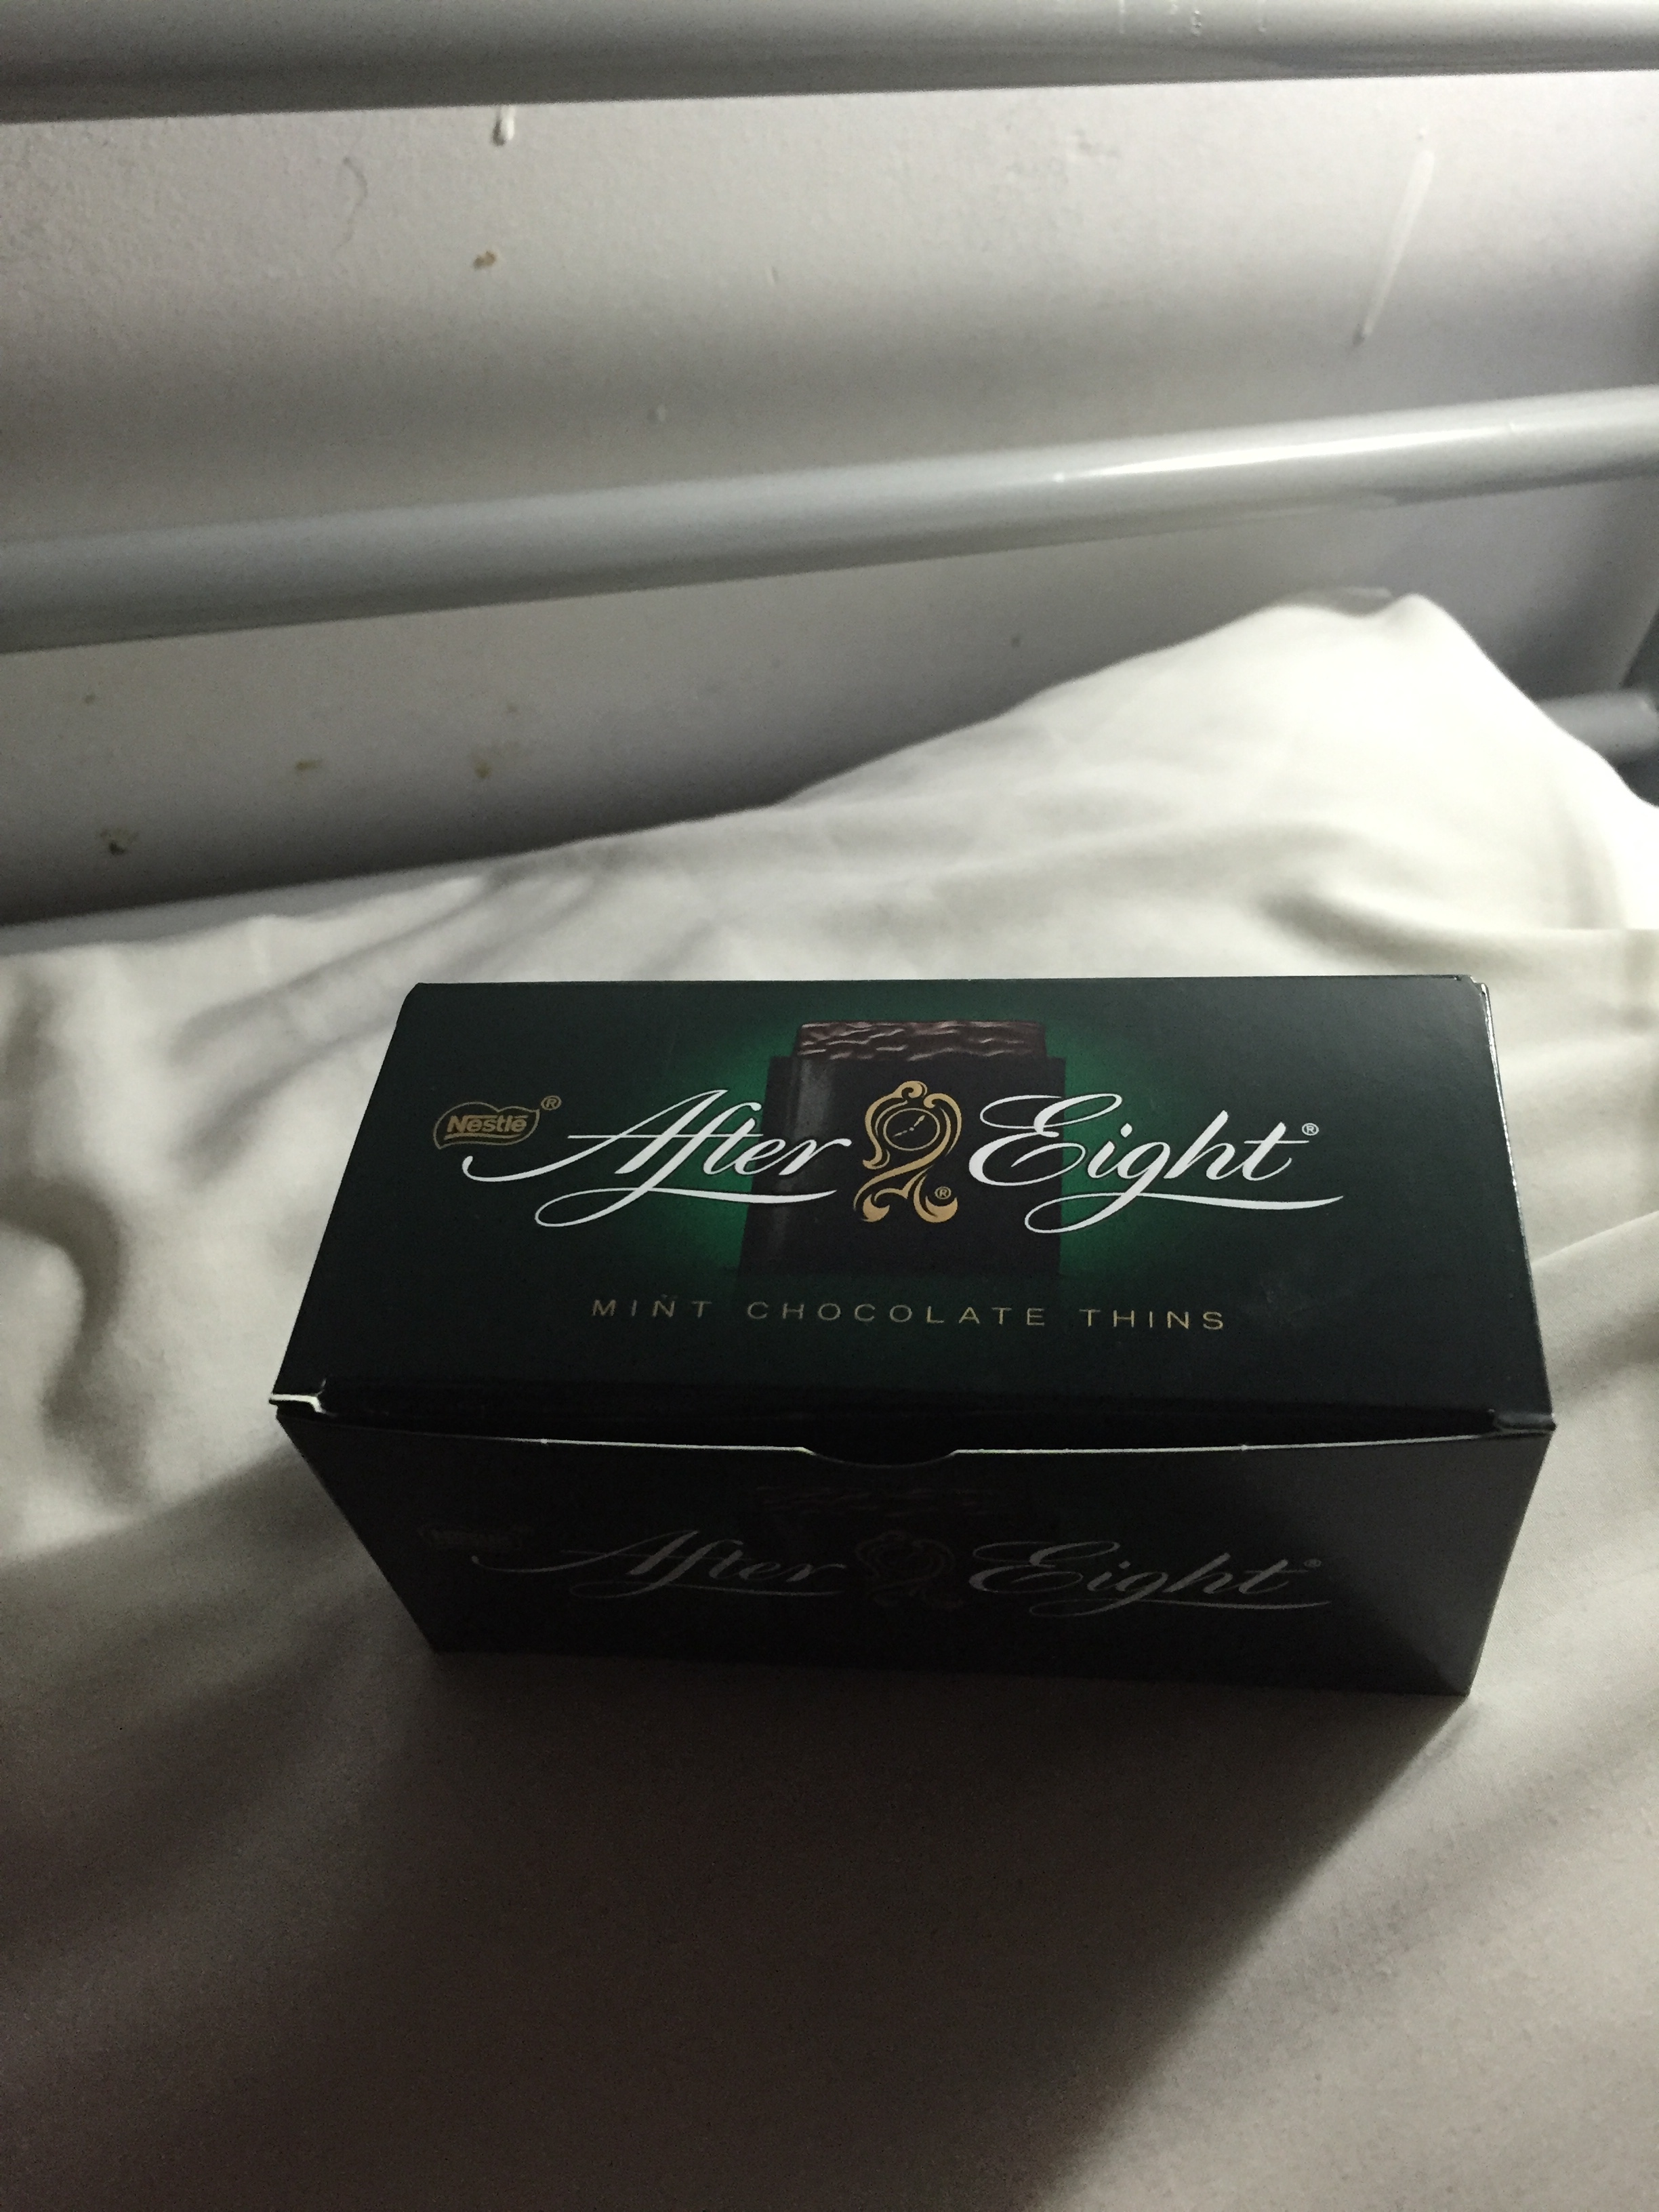 Nestlé®
After Eight®
®
MINT CHOCOLATE THINS
After Eight®